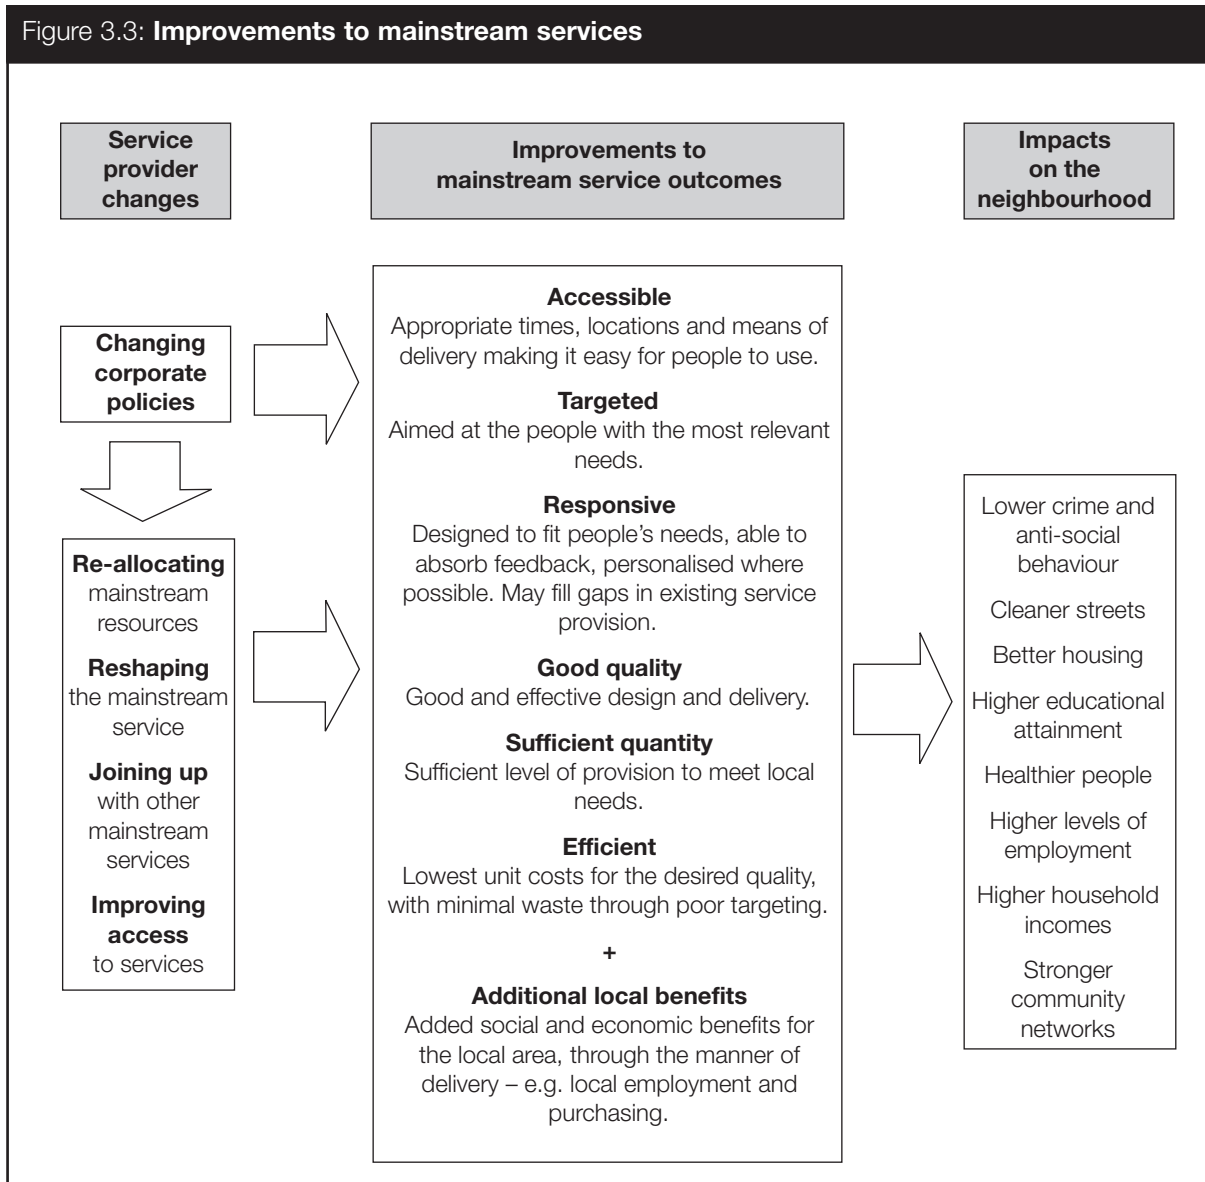 Figure 3.3: Improvements to mainstream services
Service
provider
changes
Improvements to
mainstream service outcomes
Impacts
on the
neighbourhood
Changing
corporate
policies
Re-allocating
mainstream
resources
Reshaping
the mainstream
service
Joining up
with other
mainstream
services
Improving
access
to services
Accessible
Appropriate times, locations and means of
delivery making it easy for people to use.
Targeted
Aimed at the people with the most relevant
needs.
Responsive
Designed to fit people’s needs, able to
absorb feedback, personalised where
possible. May fill gaps in existing service
provision.
Good quality
Good and effective design and delivery.
Sufficient quantity
Sufficient level of provision to meet local
needs.
Efficient
Lowest unit costs for the desired quality,
with minimal waste through poor targeting.
+
Additional local benefits
Added social and economic benefits for
the local area, through the manner of
delivery – e.g. local employment and
purchasing.
Lower crime and
anti-social
behaviour
Cleaner streets
Better housing
Higher educational
attainment
Healthier people
Higher levels of
employment
Higher household
incomes
Stronger
community
networks